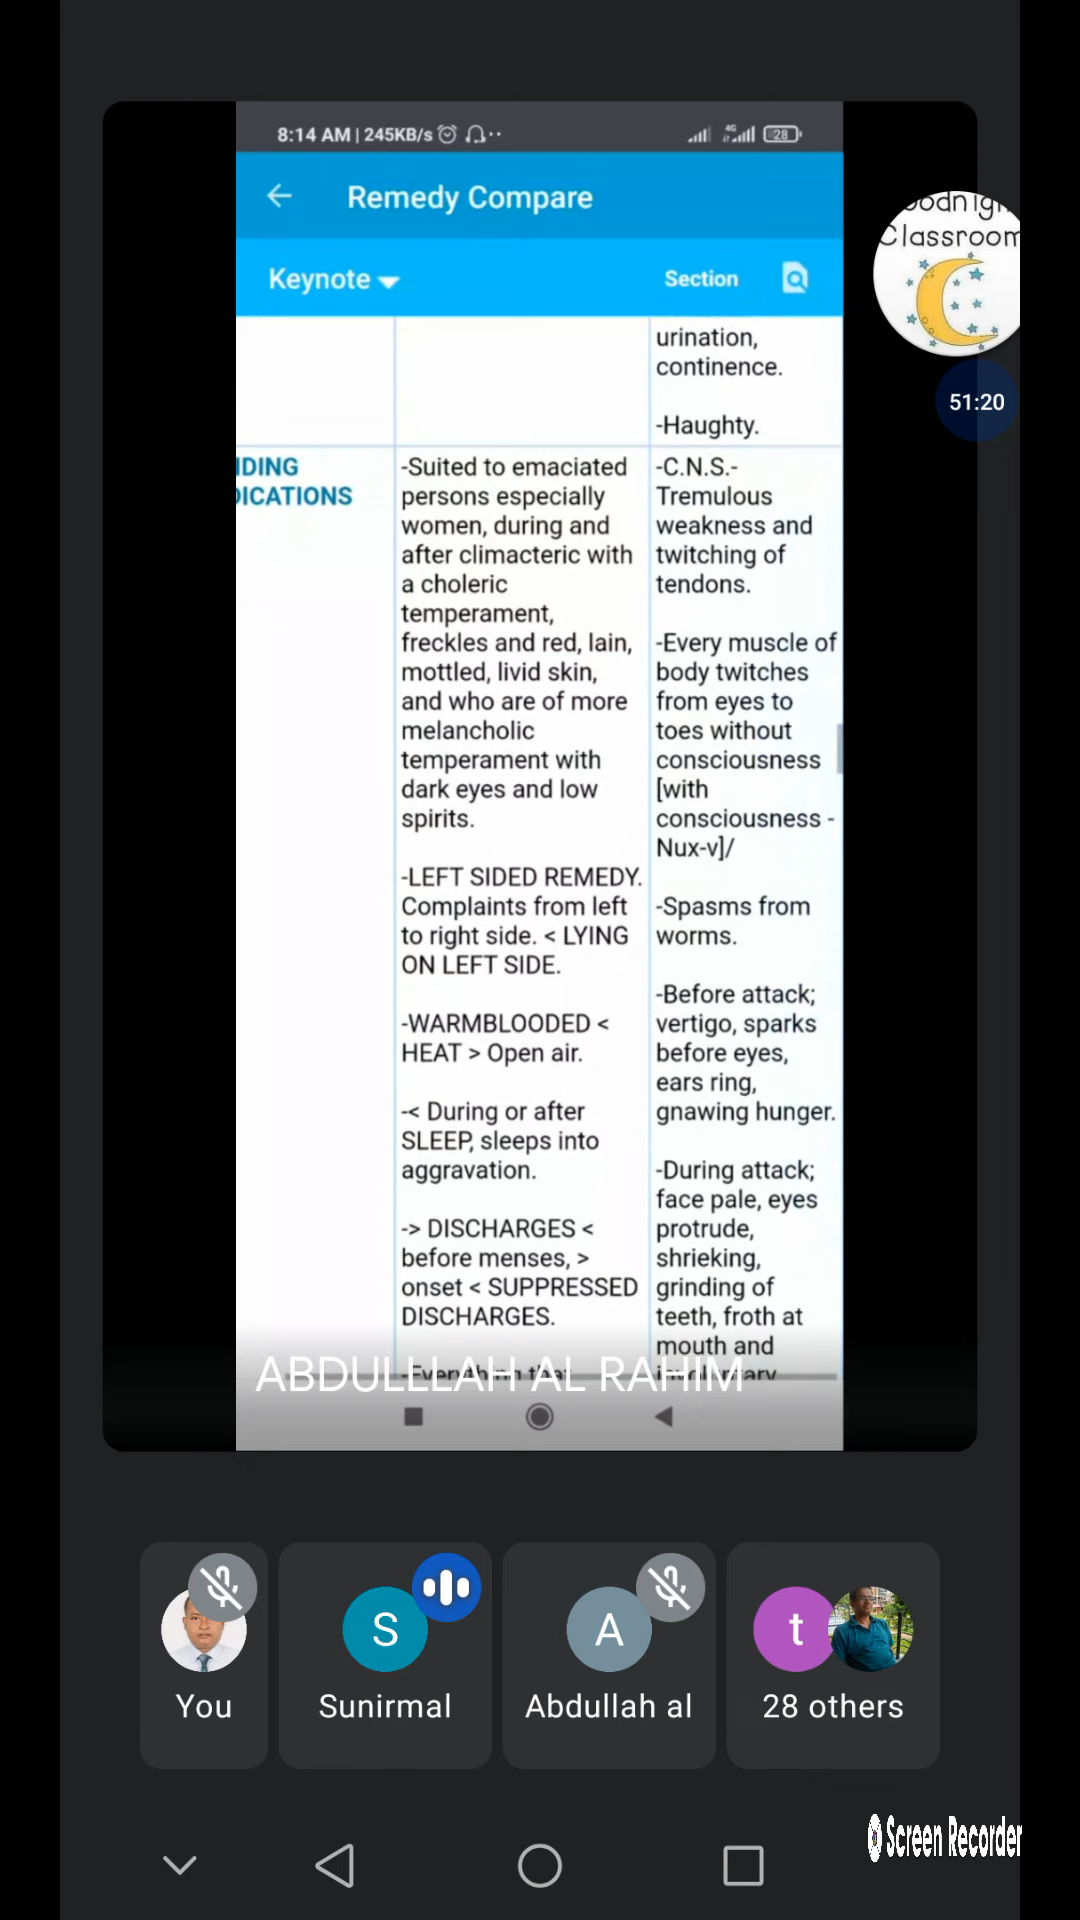 8:14 AM | 245KB/s
4G
28
Remedy Compare
Classroom
Keynote
Section
51:20
urination,
continence.
-Haughty.
DICATIONS
-Suited to emaciated
persons especially
women, during and
after climacteric with
a choleric
temperament,
freckles and red, lain,
mottled, livid skin,
and who are of more
melancholic
temperament with
dark eyes and low
spirits.
-LEFT SIDED REMEDY.
Complaints from left
to right side. < LYING
ON LEFT SIDE.
-WARMBLOODED <
HEAT > Open air.
-< During or after
SLEEP, sleeps into
aggravation.
-> DISCHARGES <
before menses, >
onset < SUPPRESSED
DISCHARGES.
-Everything that
-C.N.S.-
Tremulous
weakness and
twitching of
tendons.
-Every muscle of
body twitches
from eyes to
toes without
consciousness
[with
consciousness -
Nux-v]/
-Spasms from
worms.
-Before attack;
vertigo, sparks
before eyes,
ears ring,
gnawing hunger.
-During attack;
face pale, eyes
protrude,
shrieking,
grinding of
teeth, froth at
mouth and
involuntary
ABDULLLAH AL RAHIM
S
A
t
You
Sunirmal
Abdullah al
28 others
Screen Recorder